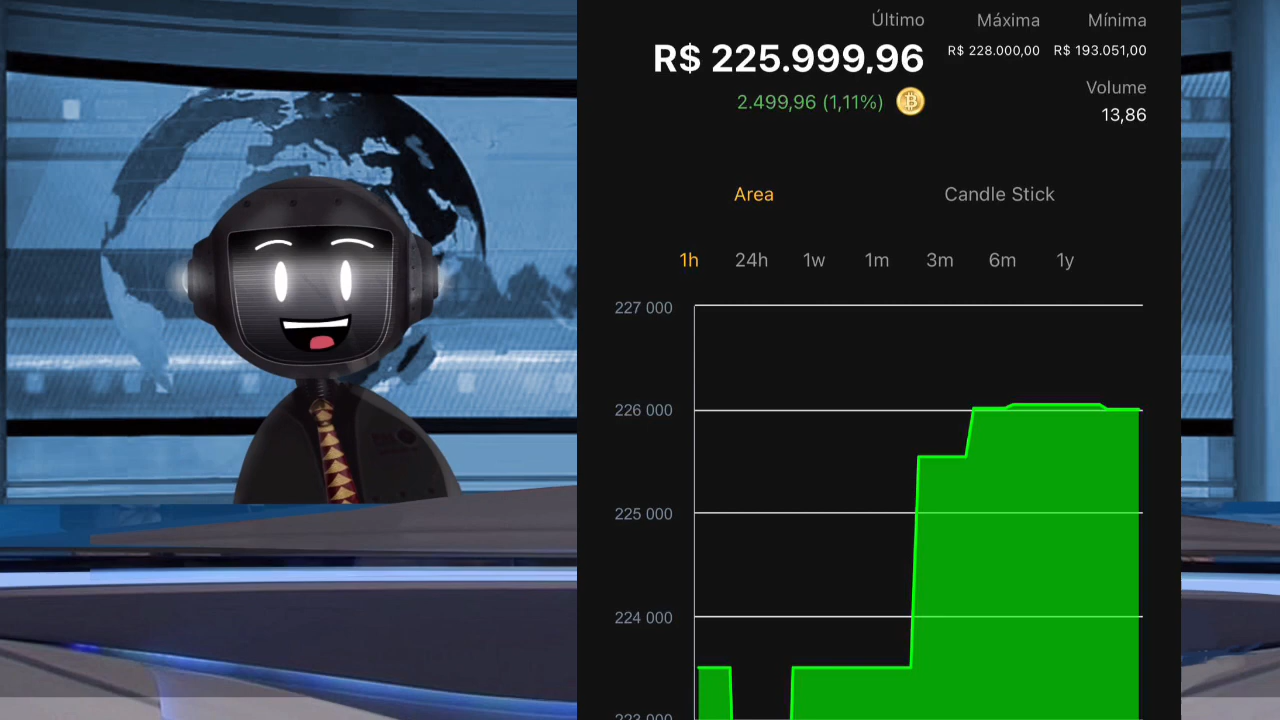 Último
Máxima
Mínima
R$ 225.999,96
R$ 228.000,00
R$ 193.051,00
2.499,96 (1,11%)
Volume
13,86
Area
Candle Stick
1h
24h
1w
1m
3m
6m
1y
227 000
226 000
225 000
224 000
223 000